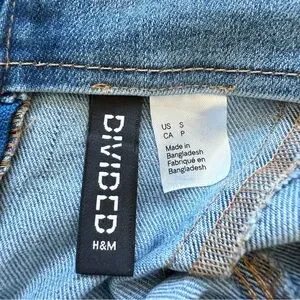 DIVIDED
H&M
US S
CA P
Made in
Bangladesh
Fabriqué en
Bangladesh